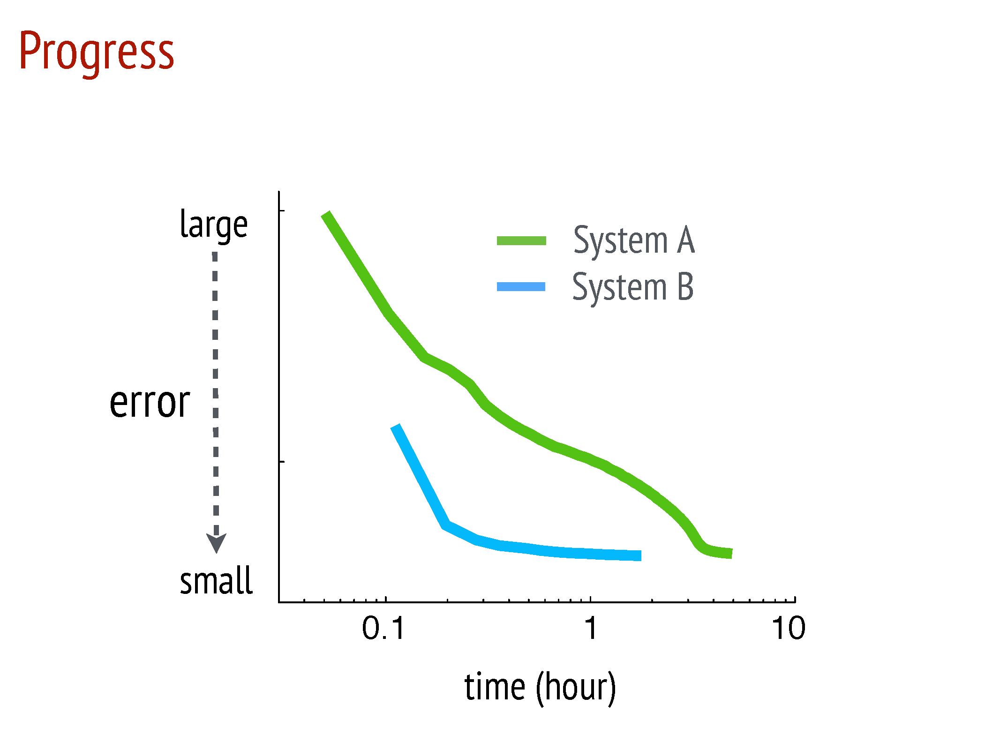 Progress
large
System A
System B
error
small
0.1
1
10
time (hour)